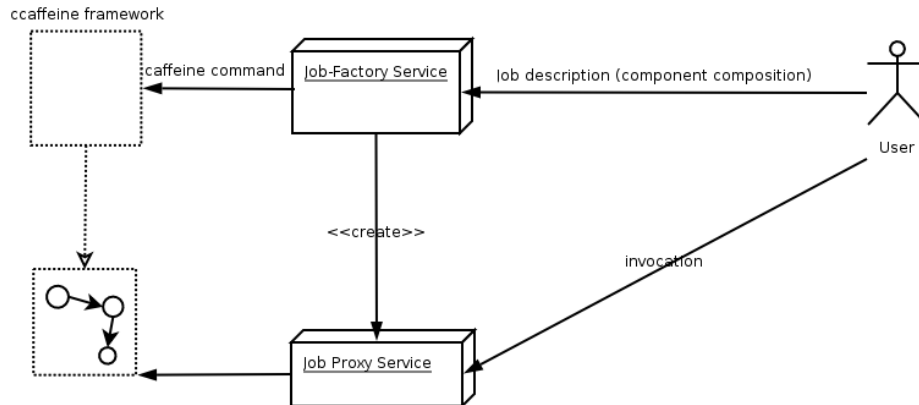 ccaffeine framework
caffeine command
Job-Factory Service
Job description (component composition)
User
<<create>>
invocation
Job Proxy Service